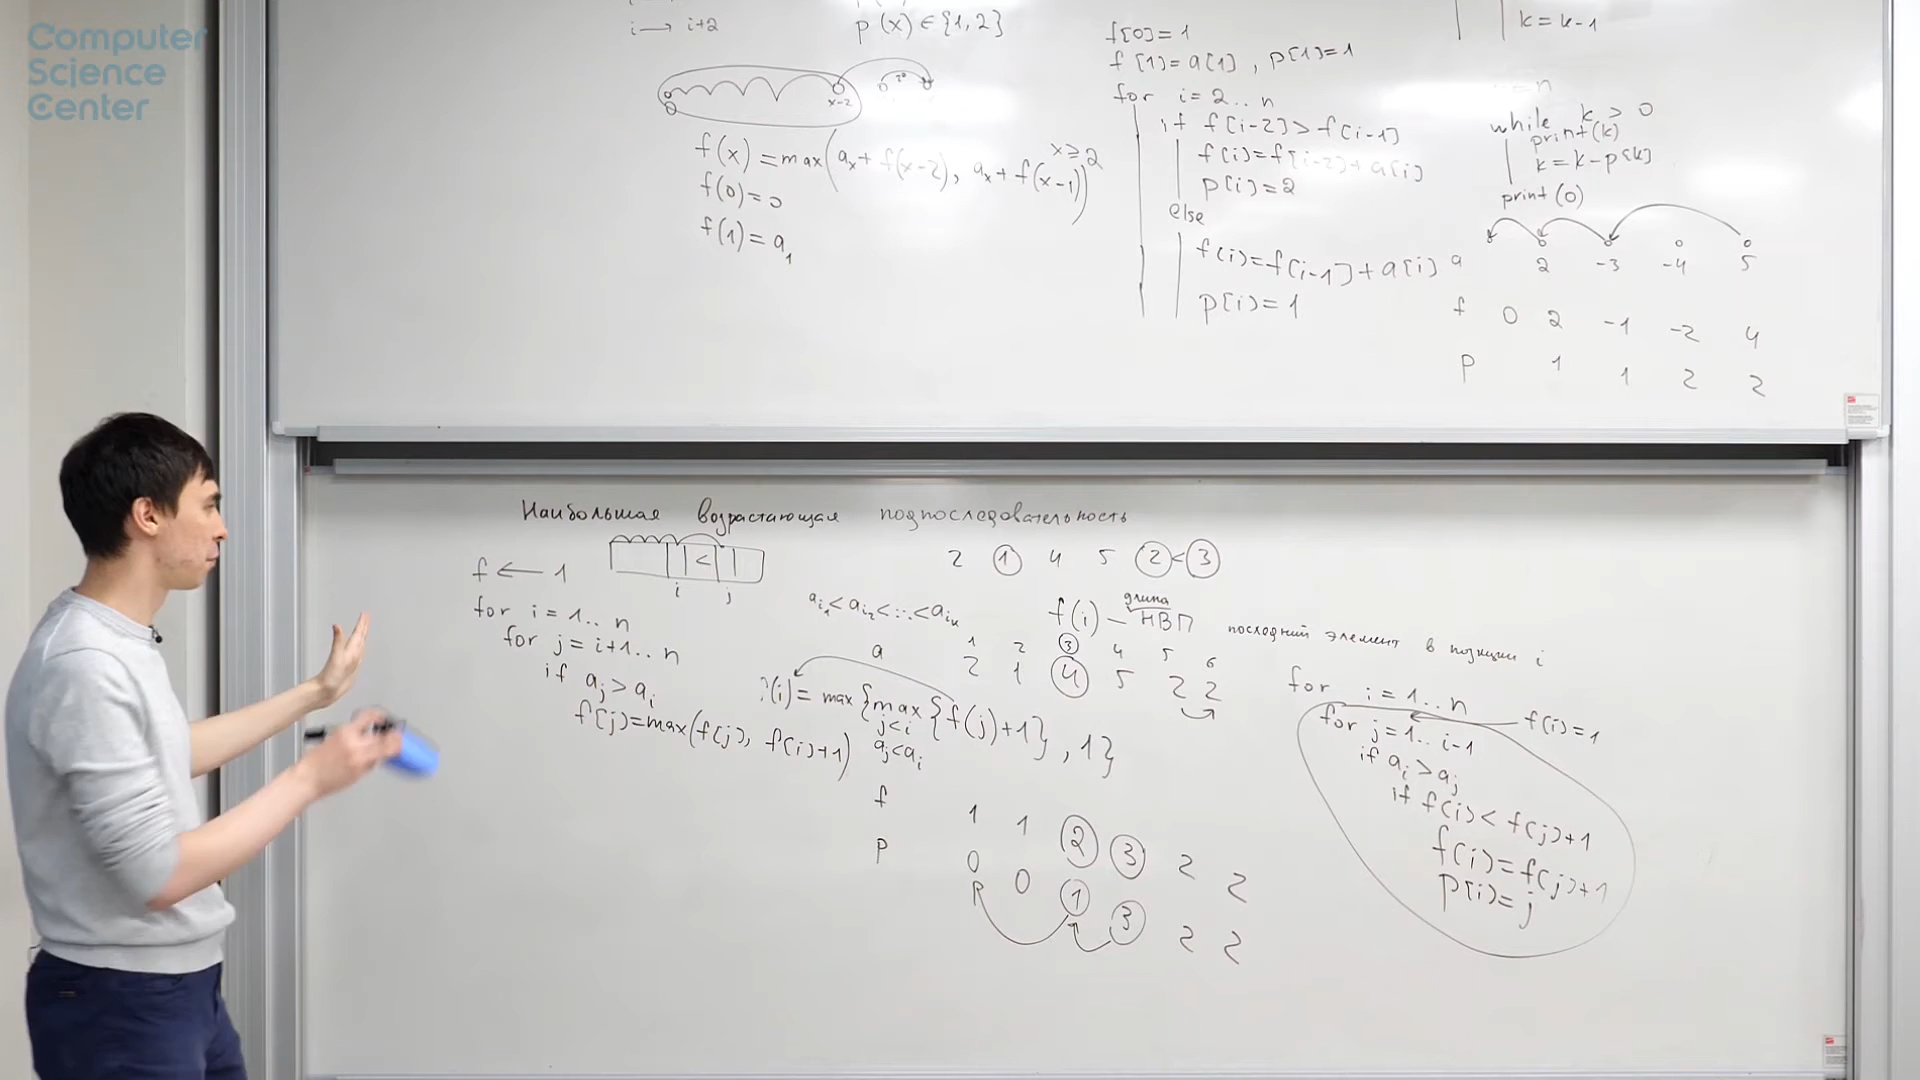 Computer
Science
Center
i → i+2
p(x) ∈ {1,2}
x-2
f(x) = max(aₓ + f(x-2), aₓ + f(x-1)) x ≥ 2
f(0) = 0
f(1) = a₁
f[0] = 1
f[1] = a[1], p[1] = 1
for i = 2 .. n
if f[i-2] > f[i-1]
f[i] = f[i-2] + a[i]
p[i] = 2
else
f[i] = f[i-1] + a[i]
p[i] = 1
k = k-1
while k > 0
print(k)
k = k - p[k]
print(0)
a 2 -3 -4 5
f 0 2 -1 -2 4
p 1 1 2 2
Наибольшая возрастающая подпоследовательность
f ← 1
for i = 1 .. n
for j = i+1 .. n
if aⱼ > aᵢ
f[j] = max(f[j], f[i]+1)
<
i j
2 1 4 5 2 < 3
a_{i₁} < a_{i₂} < ... < a_{iₖ}
длина
f(i) – НВП последний элемент в позиции i
1 2 3 4 5 6
a 2 1 4 5 2 2
(i) = max { max {f(j)+1}, 1}
j < i
aⱼ < aᵢ
f 1 1 2 3 2 2
p 0 0 1 3 2 2
for i = 1 .. n
f[i] = 1
for j = 1 .. i-1
if aᵢ > aⱼ
if f[i] < f[j]+1
f[i] = f[j]+1
p[i] = j